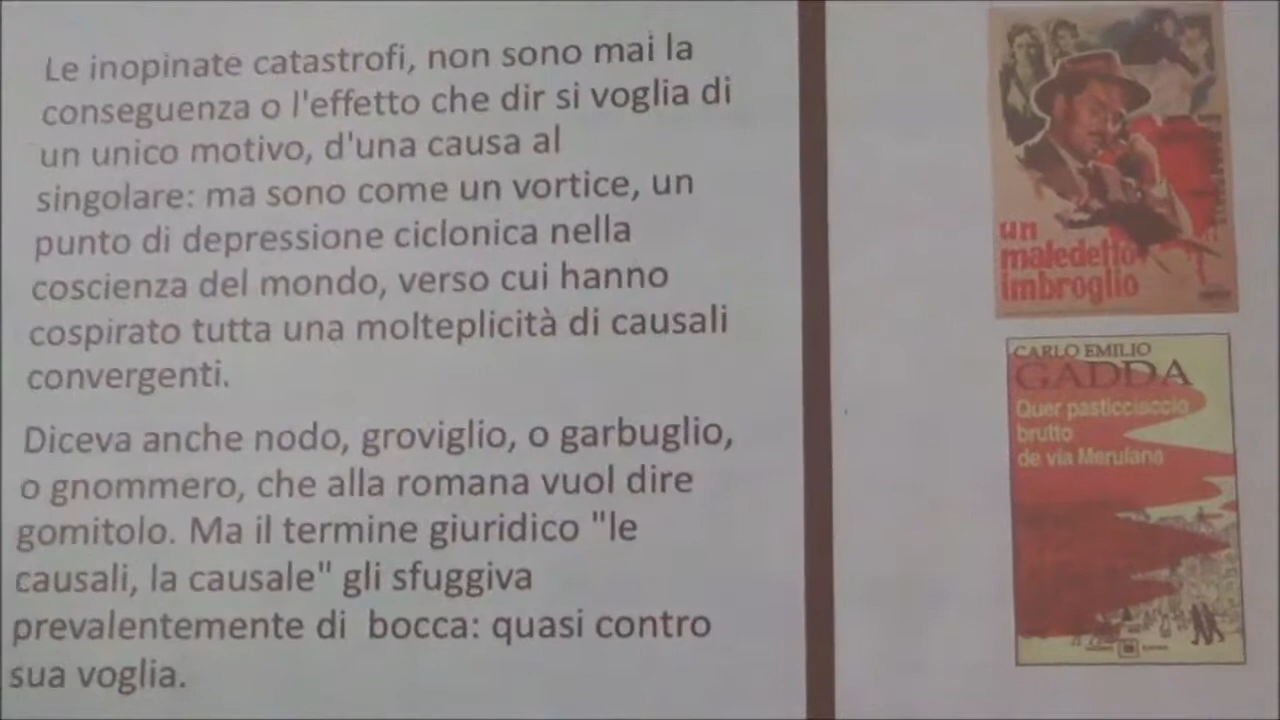 Le inopinate catastrofi, non sono mai la
conseguenza o l'effetto che dir si voglia di
un unico motivo, d'una causa al
singolare: ma sono come un vortice, un
punto di depressione ciclonica nella
coscienza del mondo, verso cui hanno
cospirato tutta una molteplicità di causali
convergenti.
Diceva anche nodo, groviglio, o garbuglio,
o gnommero, che alla romana vuol dire
gomitolo. Ma il termine giuridico "le
causali, la causale" gli sfuggiva
prevalentemente di bocca: quasi contro
sua voglia.
un
maledetto
imbroglio
CARLO EMILIO
GADDA
Quer pasticciaccio
brutto
de via Merulana